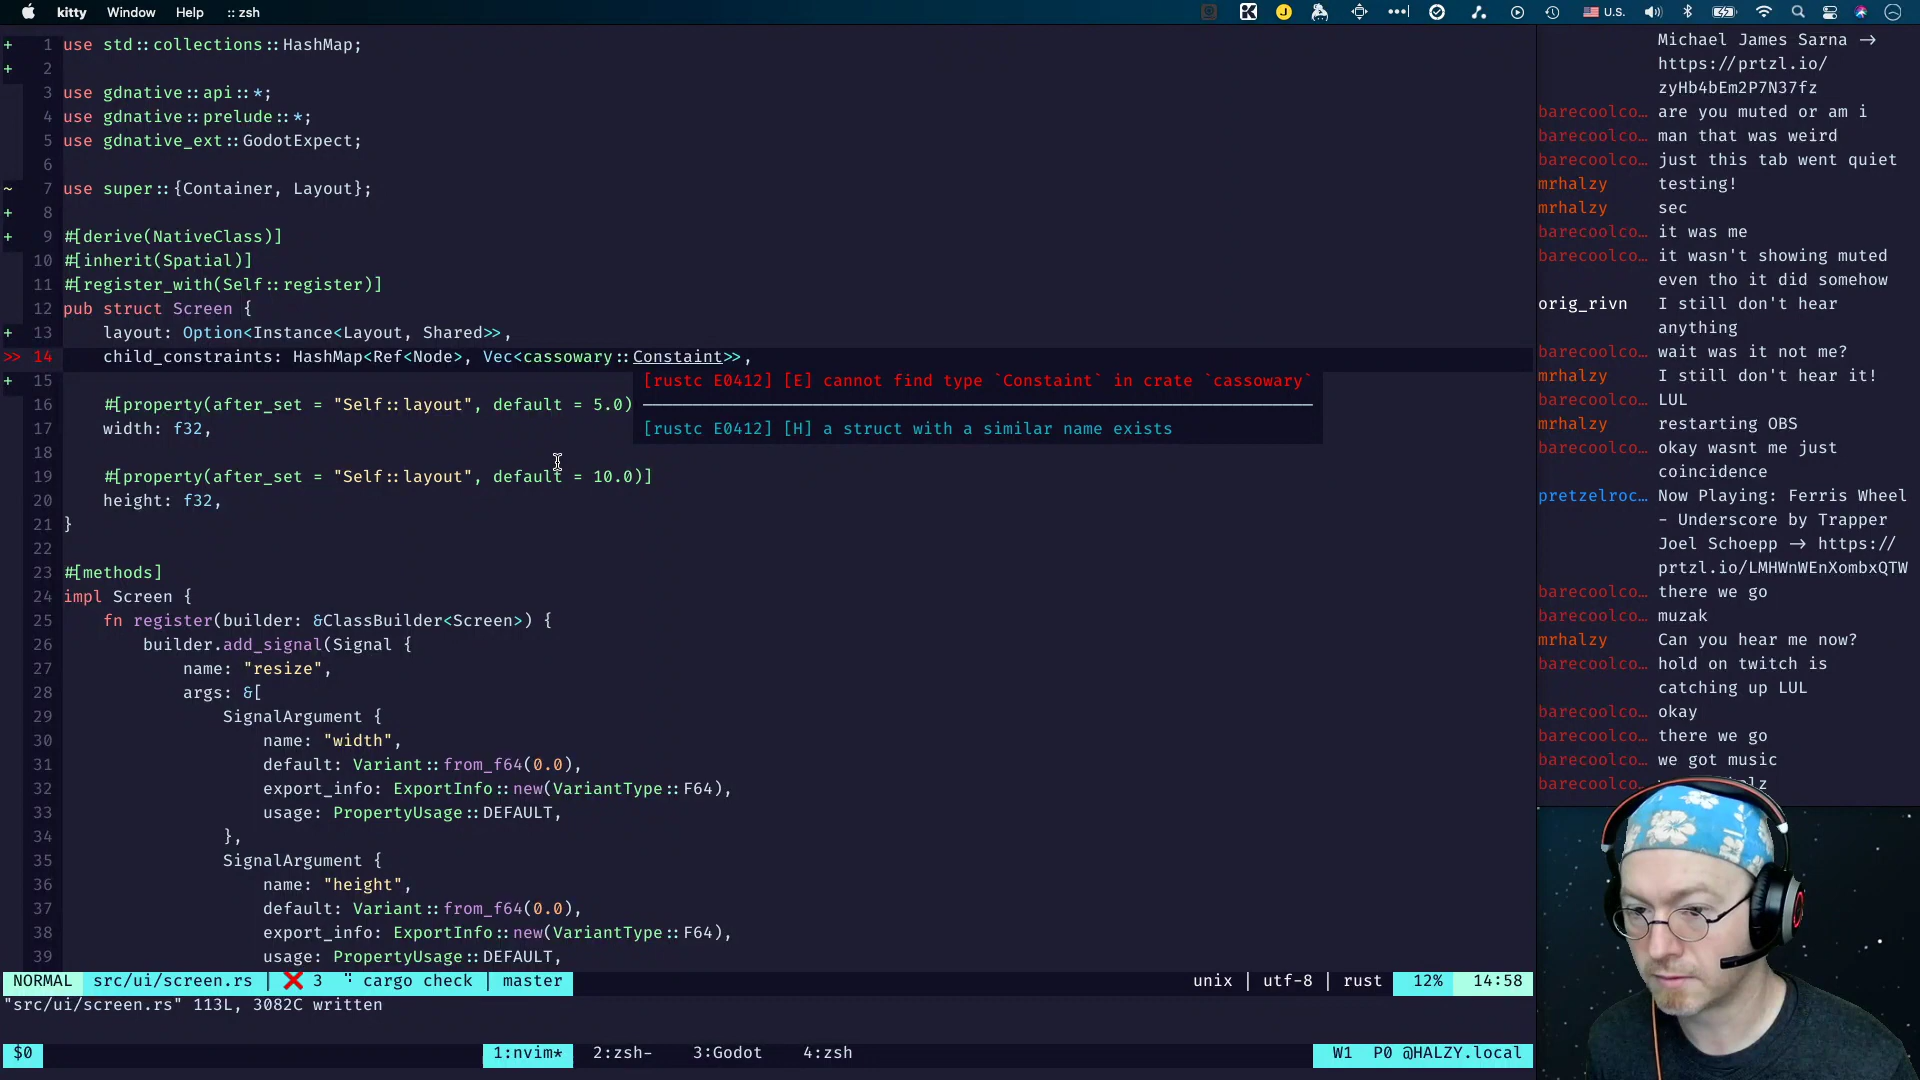 kitty Window Help :: zsh
U.S.
+ 1 use std::collections::HashMap;
+ 2
3 use gdnative::api::*;
4 use gdnative::prelude::*;
5 use gdnative_ext::GodotExpect;
6
~ 7 use super::{Container, Layout};
+ 8
+ 9 #[derive(NativeClass)]
10 #[inherit(Spatial)]
11 #[register_with(Self::register)]
12 pub struct Screen {
+ 13 layout: Option<Instance<Layout, Shared>>,
>> 14 child_constraints: HashMap<Ref<Node>, Vec<cassowary::Constaint>>,
+ 15 [rustc E0412] [E] cannot find type `Constaint` in crate `cassowary`
16 #[property(after_set = "Self::layout", default = 5.0)
17 width: f32, [rustc E0412] [H] a struct with a similar name exists
18
19 #[property(after_set = "Self::layout", default = 10.0)]
20 height: f32,
21 }
22
23 #[methods]
24 impl Screen {
25 fn register(builder: &ClassBuilder<Screen>) {
26 builder.add_signal(Signal {
27 name: "resize",
28 args: &[
29 SignalArgument {
30 name: "width",
31 default: Variant::from_f64(0.0),
32 export_info: ExportInfo::new(VariantType::F64),
33 usage: PropertyUsage::DEFAULT,
34 },
35 SignalArgument {
36 name: "height",
37 default: Variant::from_f64(0.0),
38 export_info: ExportInfo::new(VariantType::F64),
39 usage: PropertyUsage::DEFAULT,
NORMAL src/ui/screen.rs | ❌ 3 cargo check | master unix | utf-8 | rust 12% 14:58
"src/ui/screen.rs" 113L, 3082C written
$0 1:nvim* 2:zsh- 3:Godot 4:zsh W1 P0 @HALZY.local
Michael James Sarna →
https://prtzl.io/
zyHb4bEm2P7N37fz
barecoolco… are you muted or am i
barecoolco… man that was weird
barecoolco… just this tab went quiet
mrhalzy testing!
mrhalzy sec
barecoolco… it was me
barecoolco… it wasn't showing muted
even tho it did somehow
orig_rivn I still don't hear
anything
barecoolco… wait was it not me?
mrhalzy I still don't hear it!
barecoolco… LUL
mrhalzy restarting OBS
barecoolco… okay wasnt me just
coincidence
pretzelroc… Now Playing: Ferris Wheel
- Underscore by Trapper
Joel Schoepp → https://
prtzl.io/LMHWnWEnXombxQTW
barecoolco… there we go
barecoolco… muzak
mrhalzy Can you hear me now?
barecoolco… hold on twitch is
catching up LUL
barecoolco… okay
barecoolco… there we go
barecoolco… we got music
barecoolco…